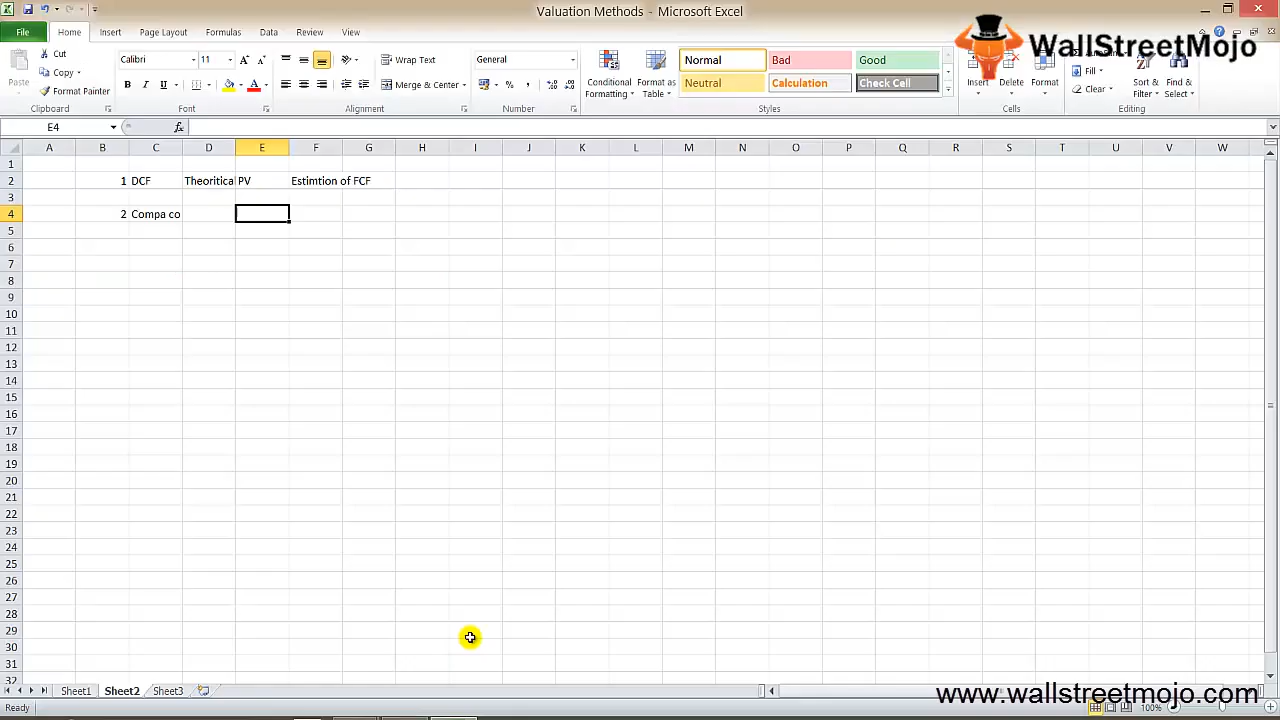 Valuation Methods - Microsoft Excel
WallStreetMojo
File Home Insert Page Layout Formulas Data Review View
Paste
Cut
Copy
Format Painter
Clipboard
Calibri 11
B I U
Font
Wrap Text
Merge & Center
Alignment
General
$ % ,
Number
Conditional Formatting
Format as Table
Normal Bad Good
Neutral Calculation Check Cell
Styles
Insert Delete Format
Cells
Fill
Clear
Sort & Filter
Find & Select
Editing
E4 fx
A B C D E F G H I J K L M N O P Q R S T U V W
1
2 1 DCF Theoritical PV Estimtion of FCF
3
4 2 Compa co
5
6
7
8
9
10
11
12
13
14
15
16
17
18
19
20
21
22
23
24
25
26
27
28
29
30
31
32
Sheet1 Sheet2 Sheet3
www.wallstreetmojo.com
Ready 100%